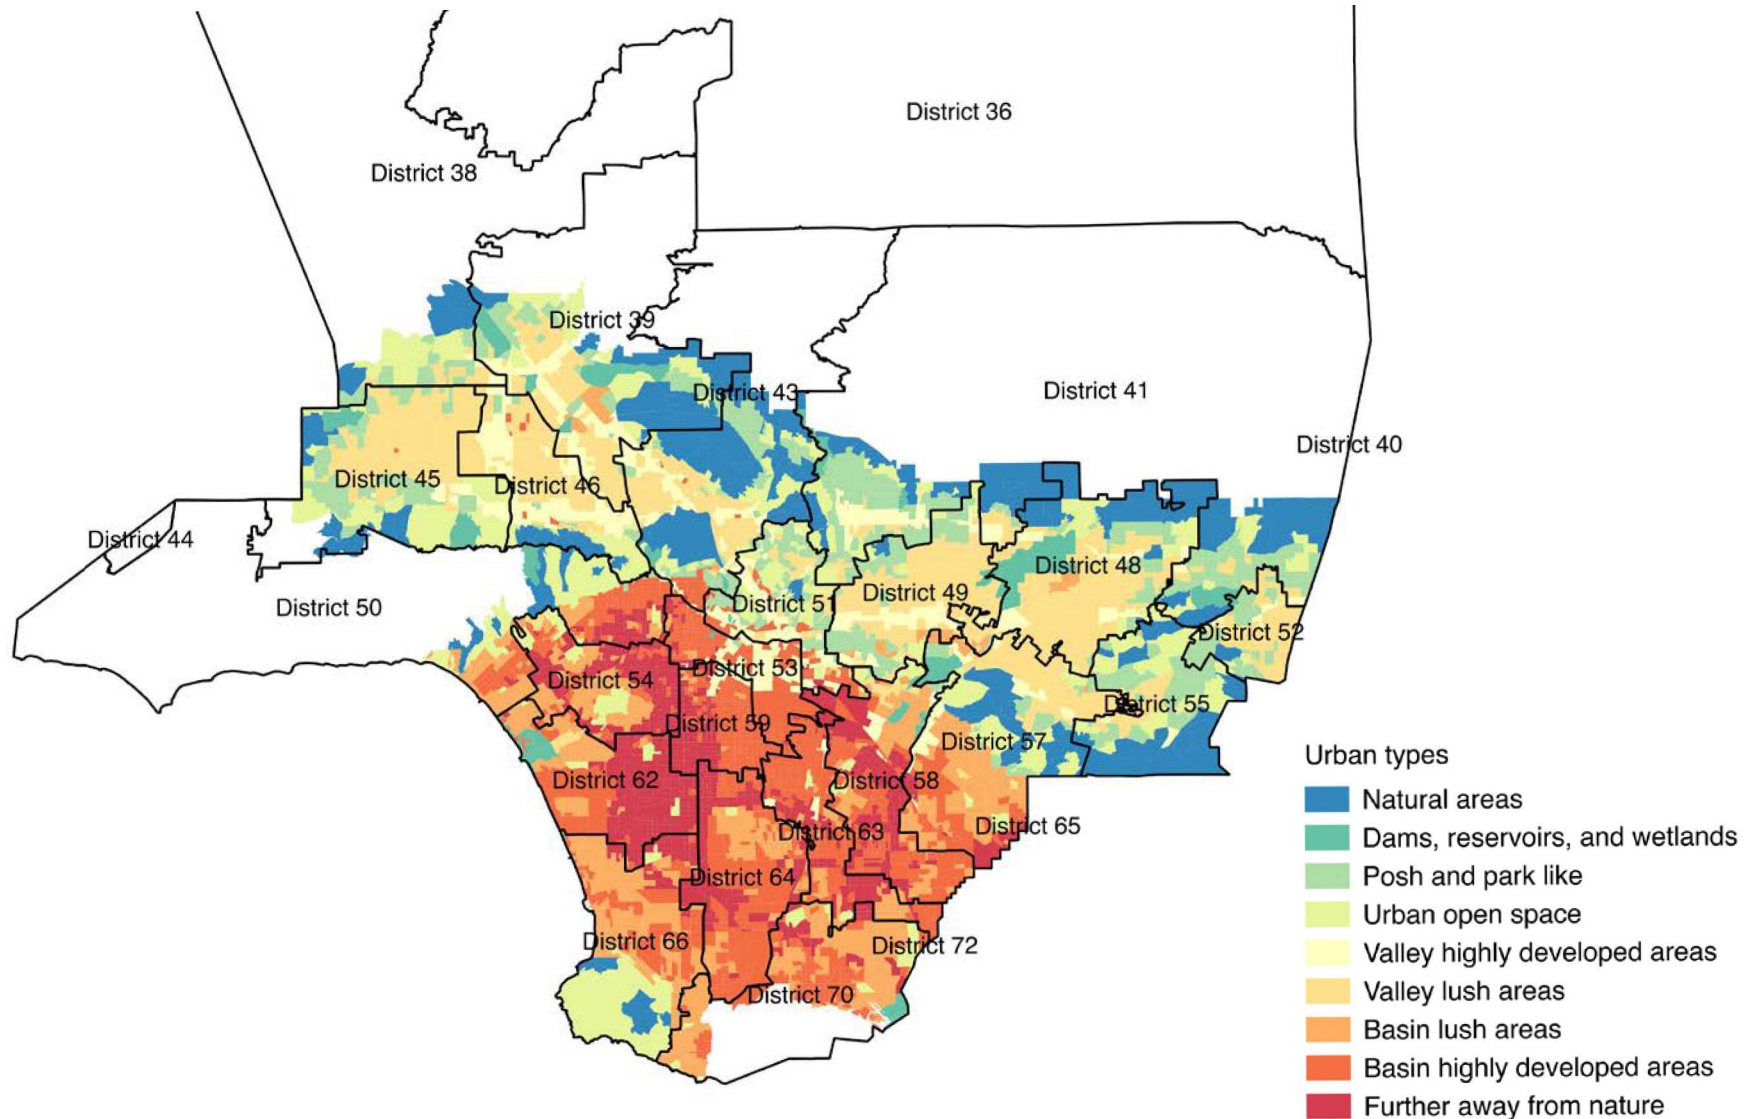 District 36
District 38
District 39
District 43
District 41
District 40
District 45
District 46
District 44
District 48
District 50
District 51
District 49
District 52
District 53
District 54
District 55
District 59
District 57
District 62
District 58
District 63
District 65
District 64
District 66
District 72
District 70
Urban types
Natural areas
Dams, reservoirs, and wetlands
Posh and park like
Urban open space
Valley highly developed areas
Valley lush areas
Basin lush areas
Basin highly developed areas
Further away from nature